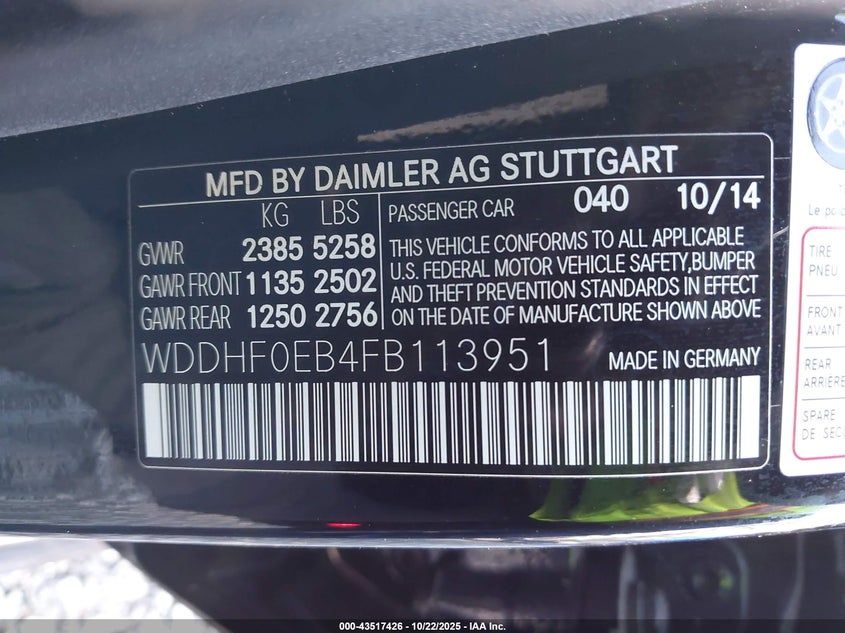 MFD BY DAIMLER AG STUTTGART
KG LBS
GVWR 2385 5258
GAWR FRONT 1135 2502
GAWR REAR 1250 2756
PASSENGER CAR 040 10/14
THIS VEHICLE CONFORMS TO ALL APPLICABLE
U.S. FEDERAL MOTOR VEHICLE SAFETY,BUMPER
AND THEFT PREVENTION STANDARDS IN EFFECT
ON THE DATE OF MANUFACTURE SHOWN ABOVE
WDDHF0EB4FB113951 MADE IN GERMANY
Le
TIRE
PNEU
FRONT
AVANT
REAR
ARRIÈRE
SPARE
DE
000-43517426 - 10/22/2025 - IAA Inc.